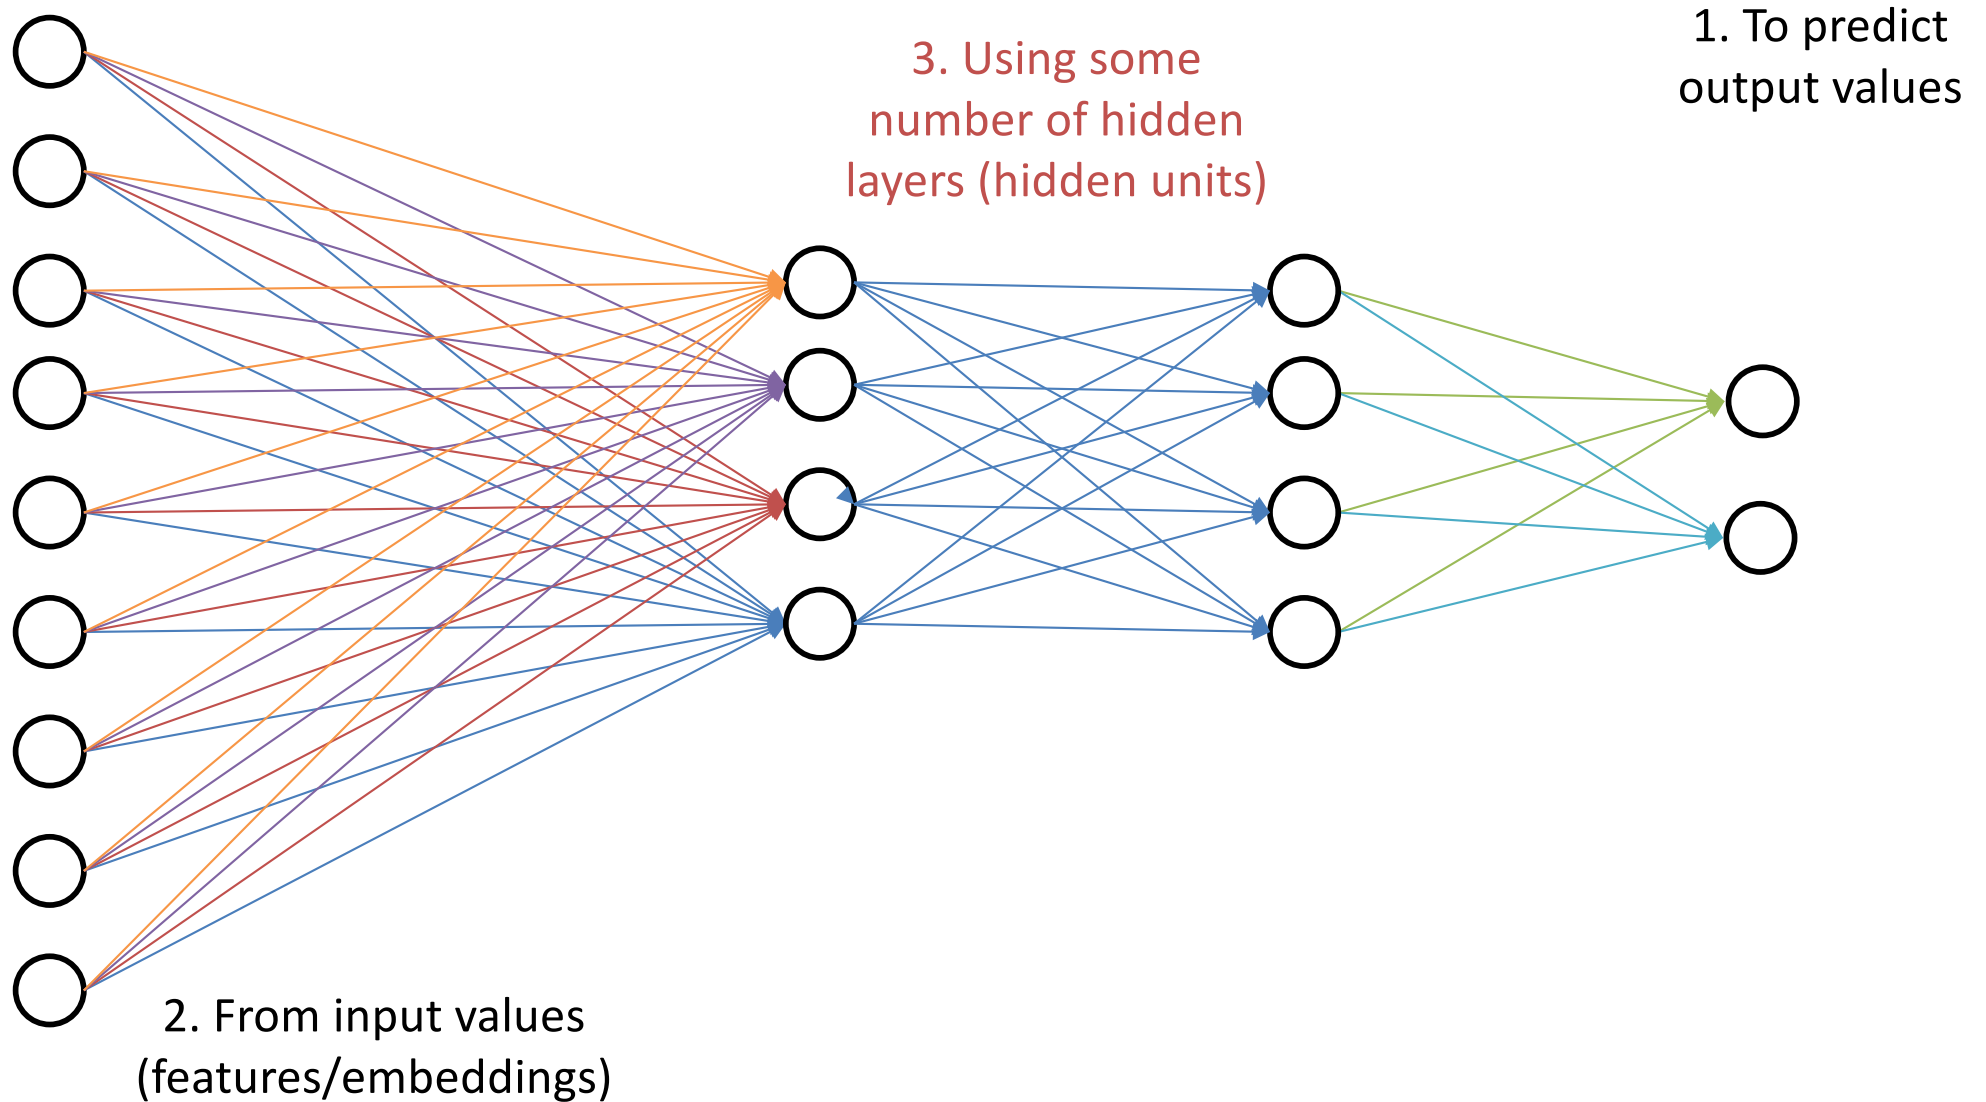 1. To predict
output values
3. Using some
number of hidden
layers (hidden units)
2. From input values
(features/embeddings)